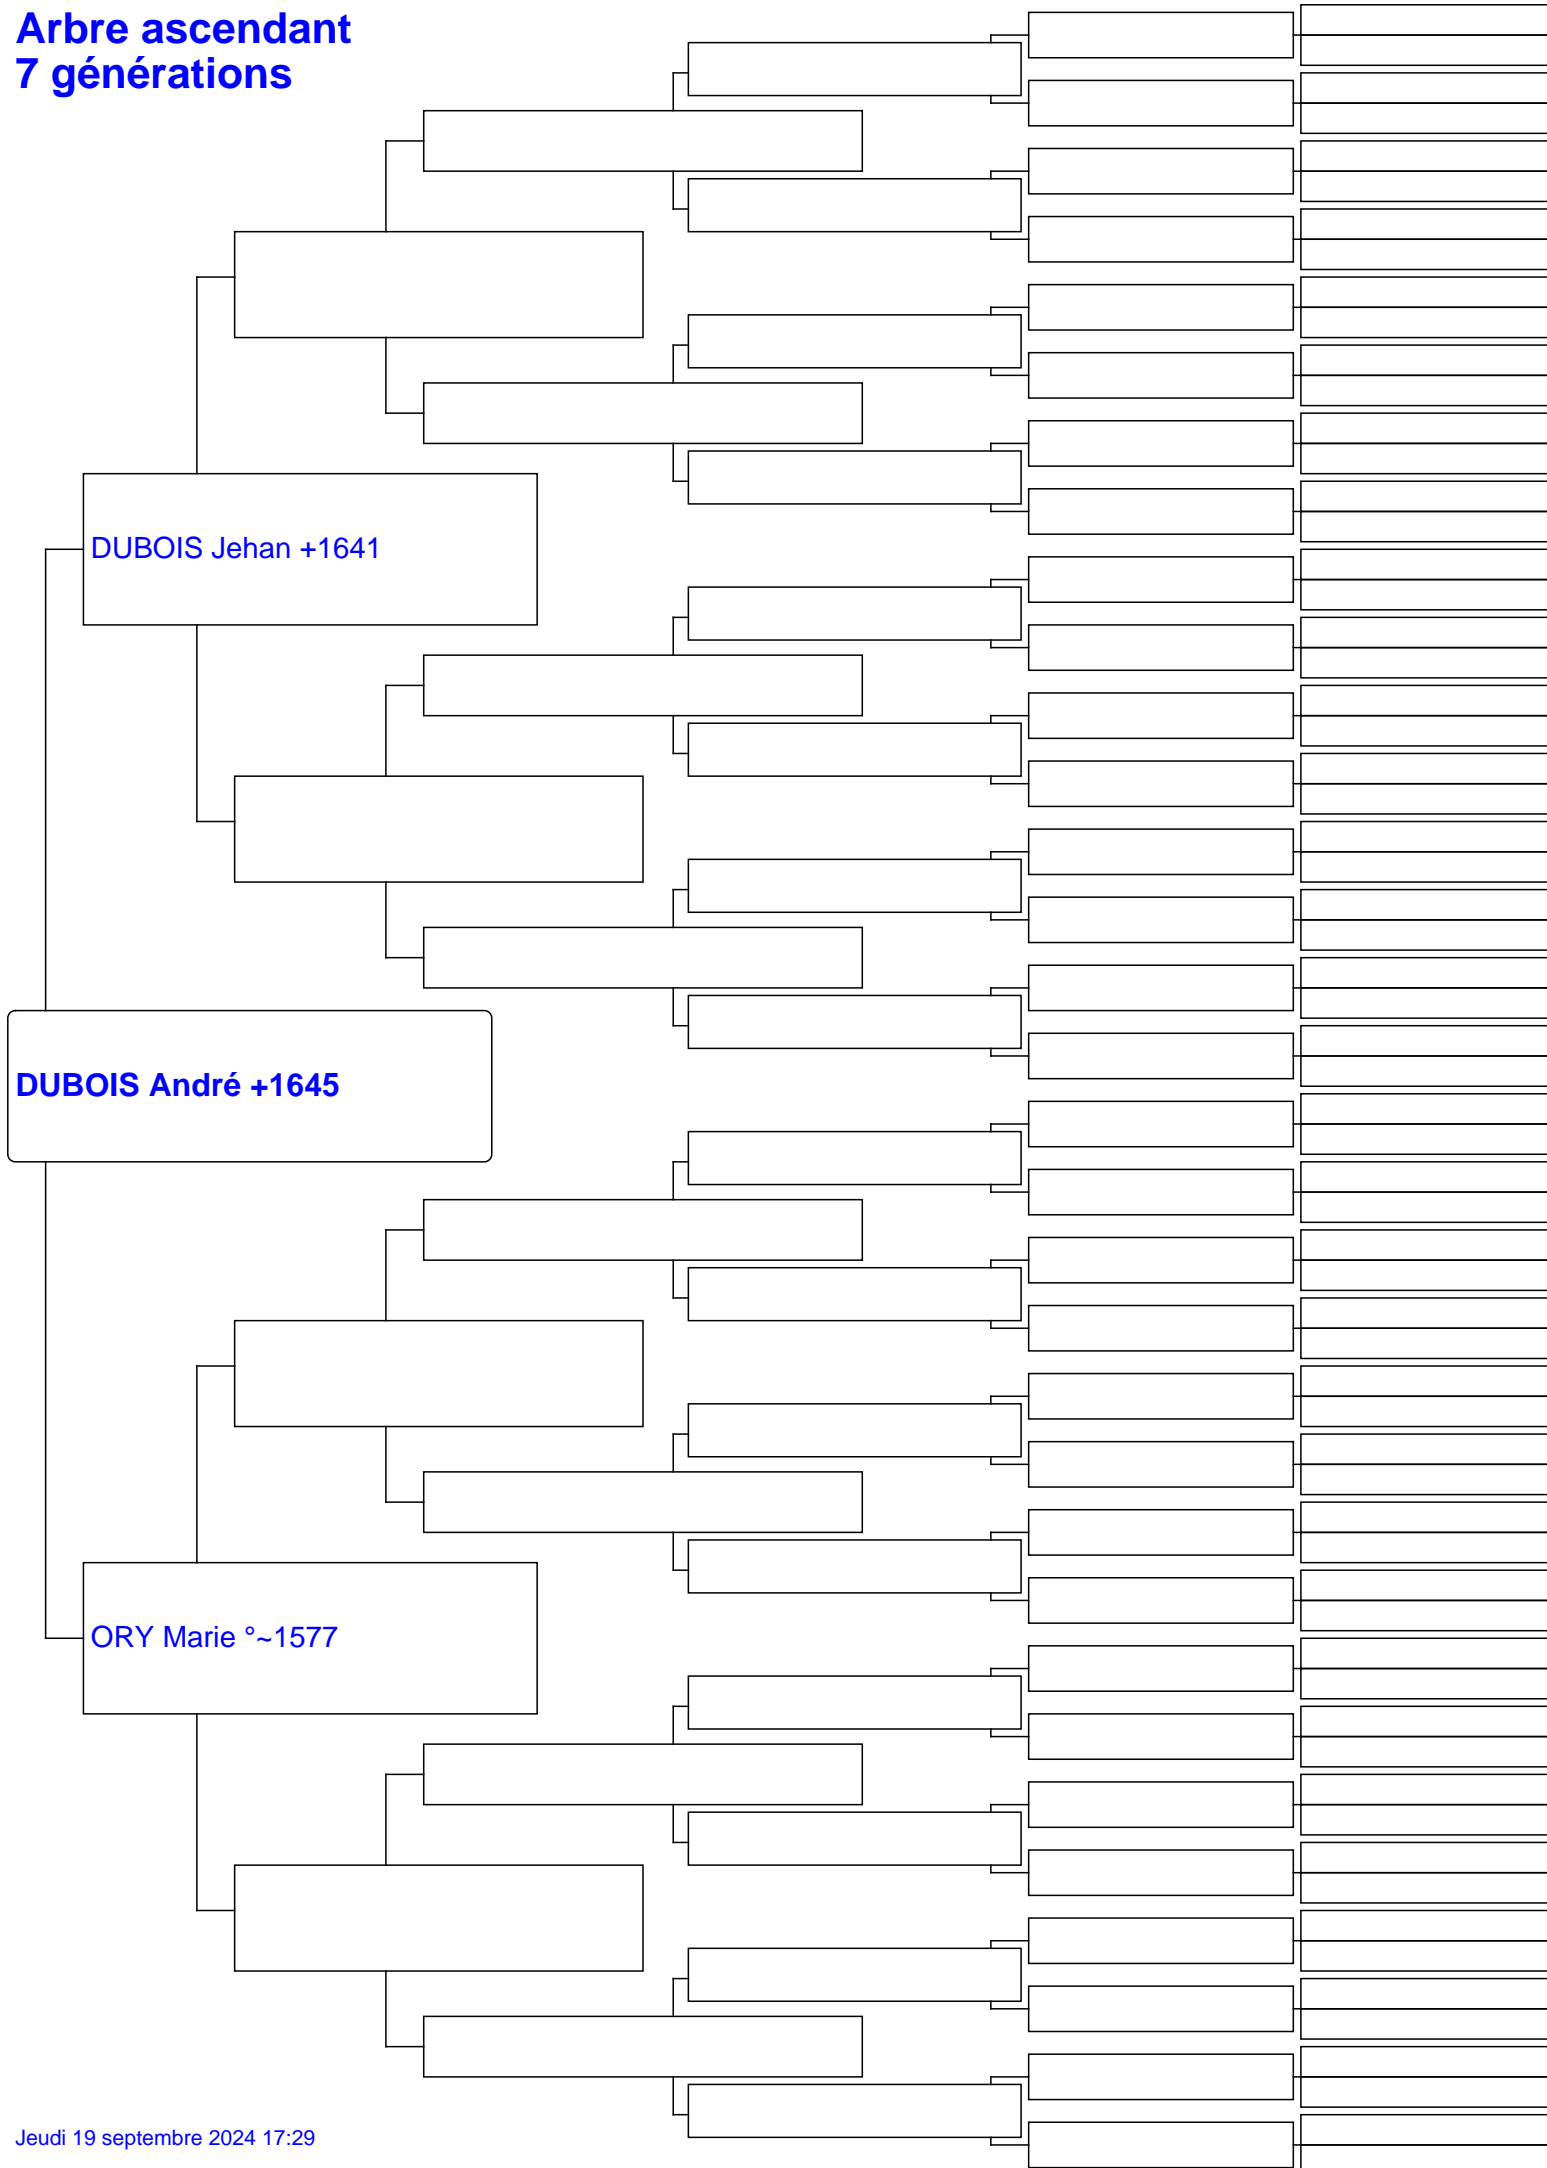 Arbre ascendant
7 générations
DUBOIS Jehan +1641
DUBOIS André +1645
ORY Marie °~1577
Jeudi 19 septembre 2024 17:29